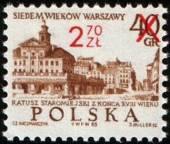 SIEDEM WIEKÓW WARSZAWY
2 70
ZŁ
40
GR
RATUSZ STAROMIEJSKI Z KOŃCA XVIII WIEKU
POLSKA